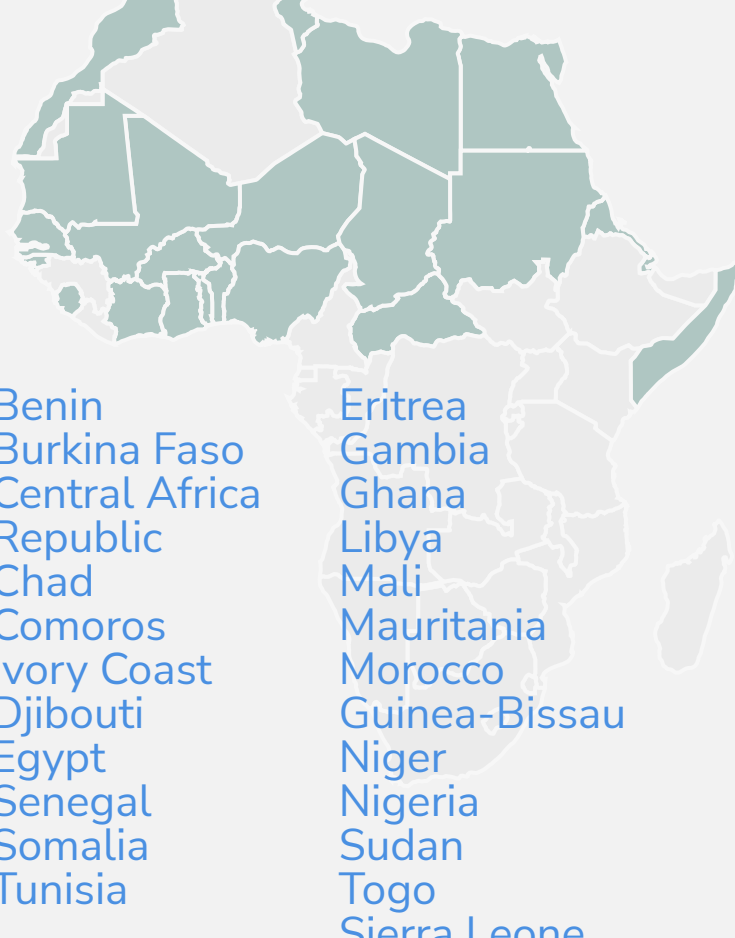 Benin
Burkina Faso
Central Africa
Republic
Chad
Comoros
Ivory Coast
Djibouti
Egypt
Senegal
Somalia
Tunisia
Eritrea
Gambia
Ghana
Libya
Mali
Mauritania
Morocco
Guinea-Bissau
Niger
Nigeria
Sudan
Togo
Sierra Leone